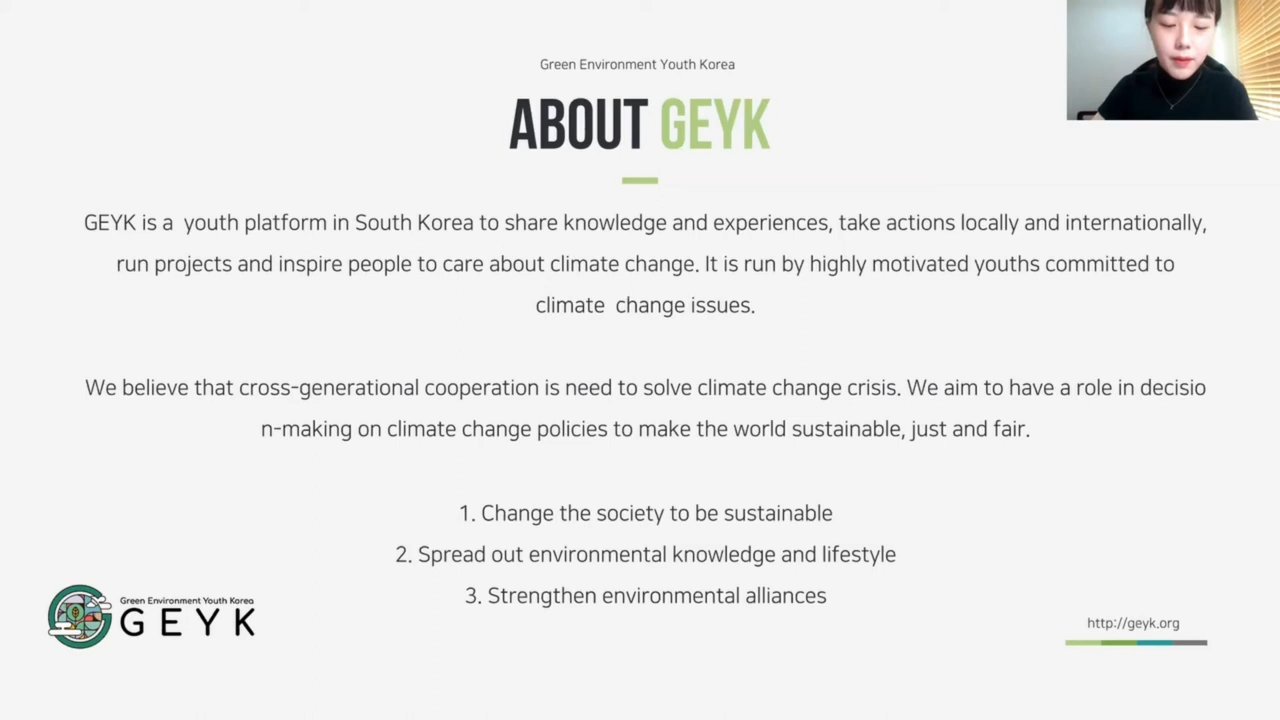 Green Environment Youth Korea
ABOUT GEYK
GEYK is a youth platform in South Korea to share knowledge and experiences, take actions locally and internationally,
run projects and inspire people to care about climate change. It is run by highly motivated youths committed to
climate change issues.
We believe that cross-generational cooperation is need to solve climate change crisis. We aim to have a role in decisio
n-making on climate change policies to make the world sustainable, just and fair.
1. Change the society to be sustainable
2. Spread out environmental knowledge and lifestyle
3. Strengthen environmental alliances
Green Environment Youth Korea
GEYK
http://geyk.org